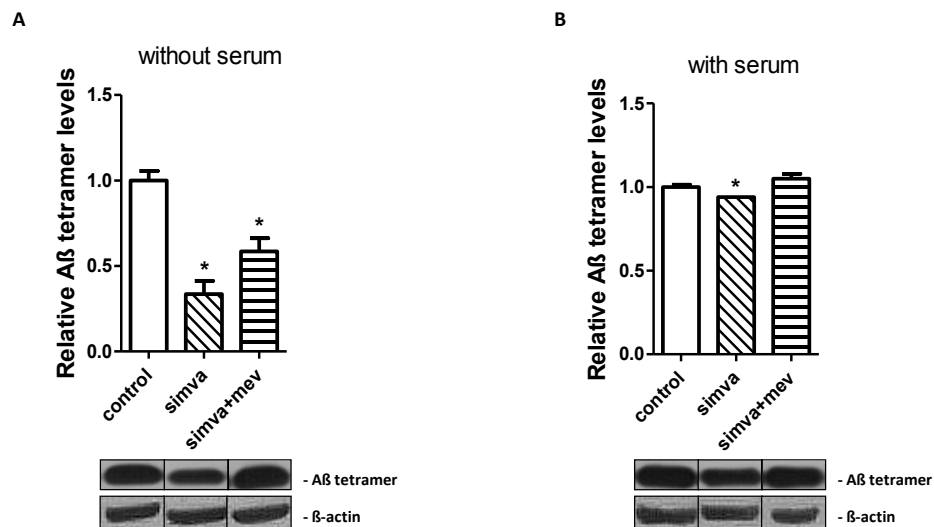 A
without serum
Relative Aß tetramer levels
1.5
1.0
0.5
0.0
*
*
control
simva
simva+mev
- Aß tetramer
- ß-actin
B
with serum
Relative Aß tetramer levels
1.5
1.0
0.5
0.0
*
control
simva
simva+mev
- Aß tetramer
- ß-actin